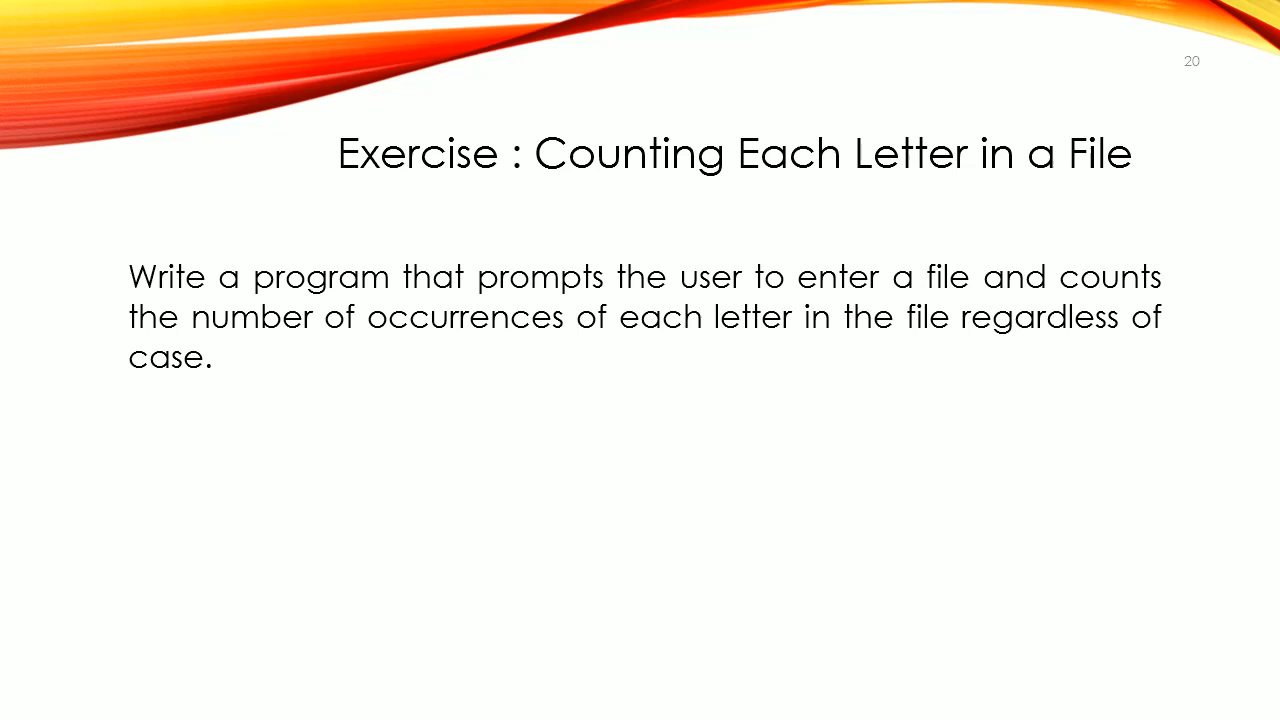 20
Exercise : Counting Each Letter in a File
Write a program that prompts the user to enter a file and counts
the number of occurrences of each letter in the file regardless of
case.